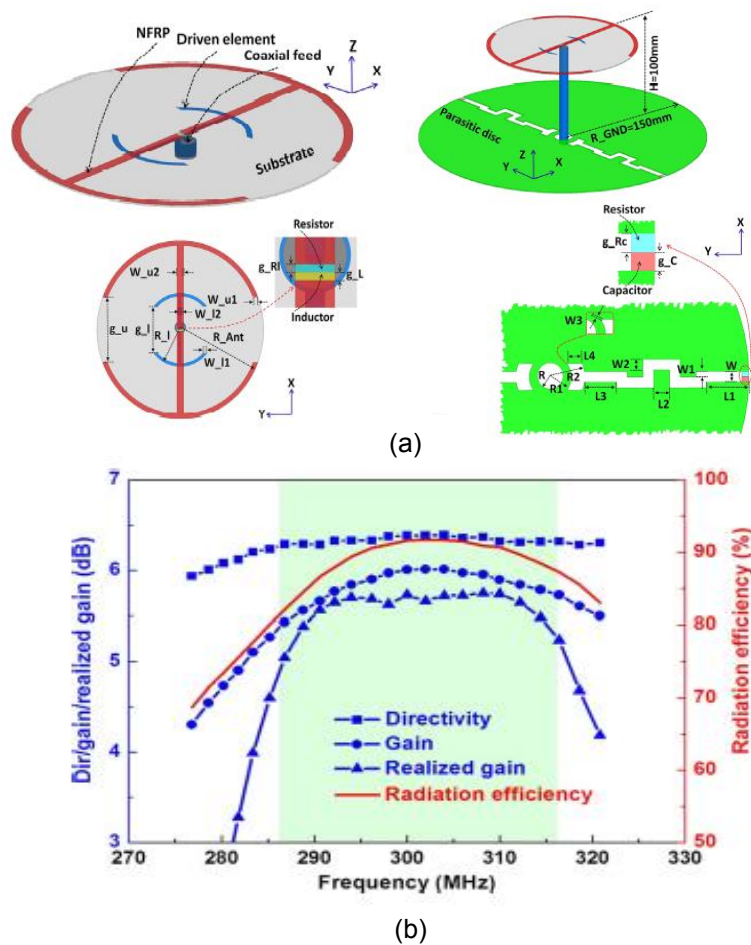 NFRP
Driven element
Coaxial feed
Z
Y
X
Substrate
H=100mm
R_GND=150mm
Parasitic disc
Z
Y
X
Resistor
g_Rl
g_L
Inductor
W_u2
W_u1
W_l2
g_u
g_l
R_l
R_Ant
W_l1
X
Y
Resistor
g_Rc
g_C
Capacitor
X
Y
W3
L4
W2
W1
W
R
R1
R2
L3
L2
L1
(a)
Dir/gain/realized gain (dB)
7
6
5
4
3
100
90
80
70
60
50
Radiation efficiency (%)
Directivity
Gain
Realized gain
Radiation efficiency
270 280 290 300 310 320 330
Frequency (MHz)
(b)